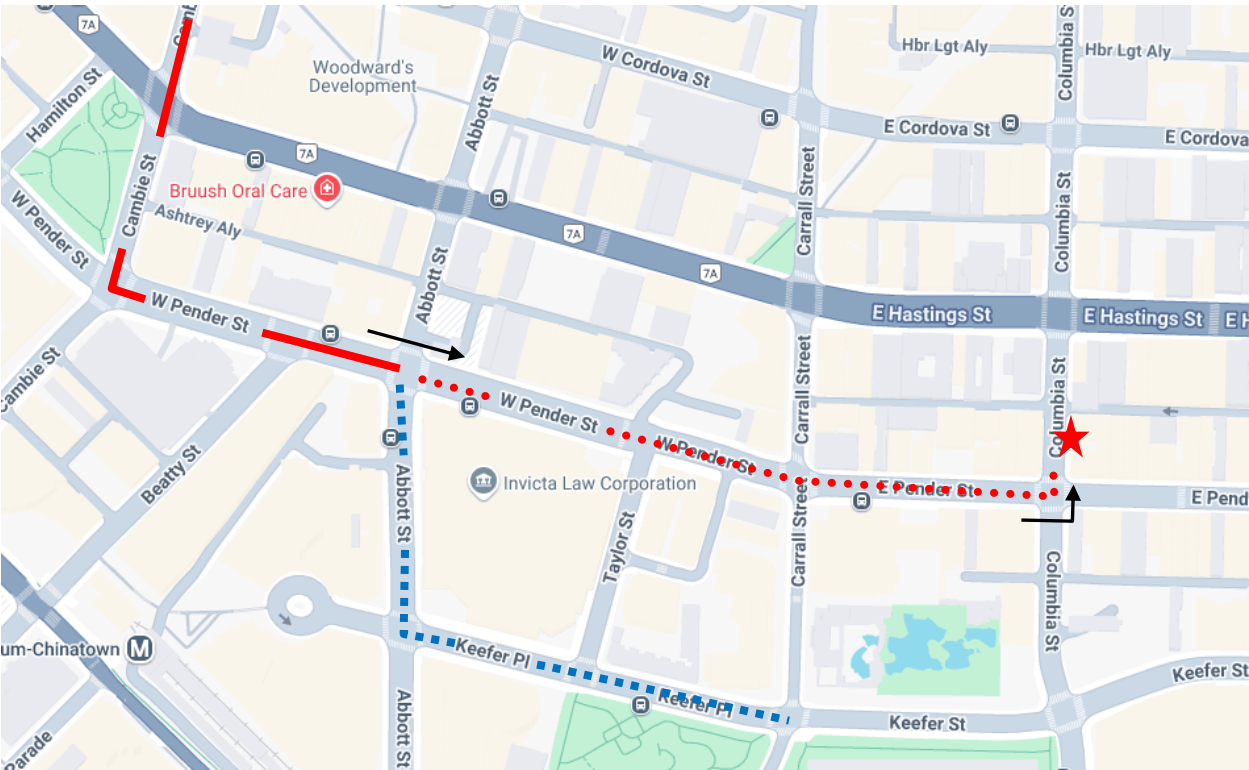 7A
Camb
Hbr Lgt Aly
Columbia S
Hbr Lgt Aly
W Cordova St
Woodward's
Development
Hamilton St
Abbott St
E Cordova St
E Cordova
7A
Cambie St
Carrall Street
Columbia St
Bruush Oral Care
W Pender St
Ashtrey Aly
7A
7A
Abbott St
W Pender St
E Hastings St
E Hastings St
E H
Cambie St
Carrall Street
Columbia St
W Pender St
W Pender St
Beatty St
Abbott St
Invicta Law Corporation
E Pender St
E Pend
Taylor St
Carrall Street
Columbia St
um-Chinatown
M
Keefer Pl
Keefer St
Abbott St
Keefer Pl
Keefer St
Parade